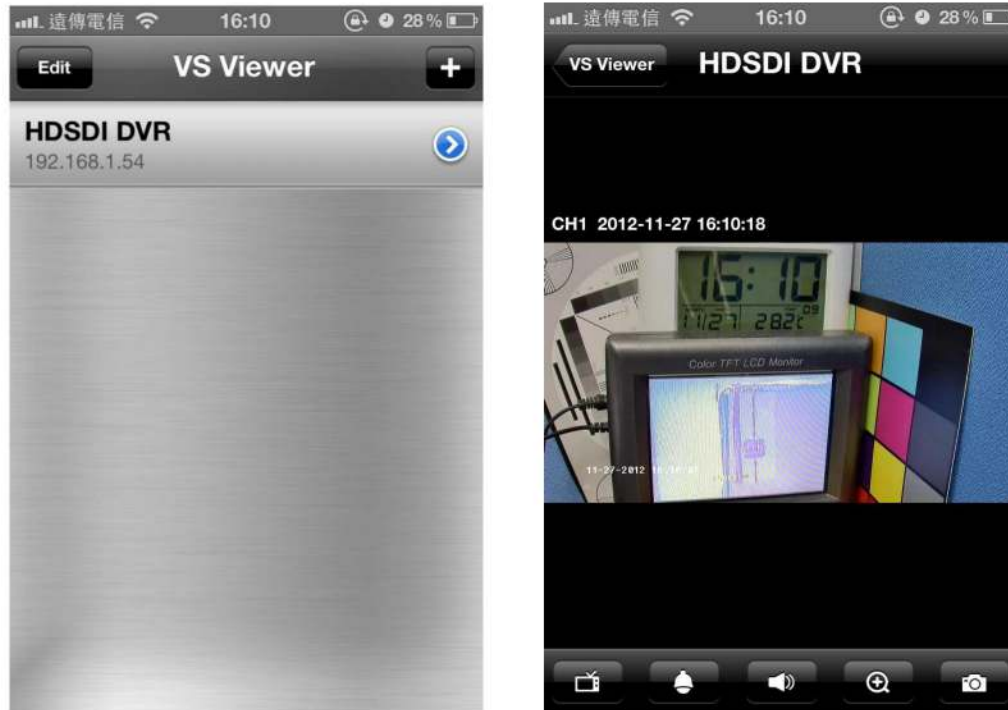 遠傳電信 16:10 28%
Edit VS Viewer +
HDSDI DVR
192.168.1.54
遠傳電信 16:10 28%
VS Viewer HDSDI DVR
CH1 2012-11-27 16:10:18
16:10
11/27 28.2c 09
Color TFT LCD Monitor
11-27-2012